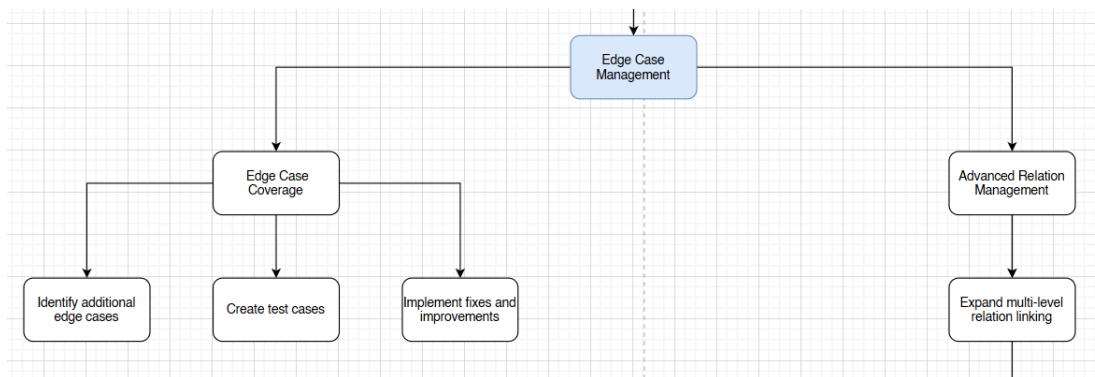 Edge Case
Management
Edge Case
Coverage
Advanced Relation
Management
Identify additional
edge cases
Create test cases
Implement fixes and
improvements
Expand multi-level
relation linking